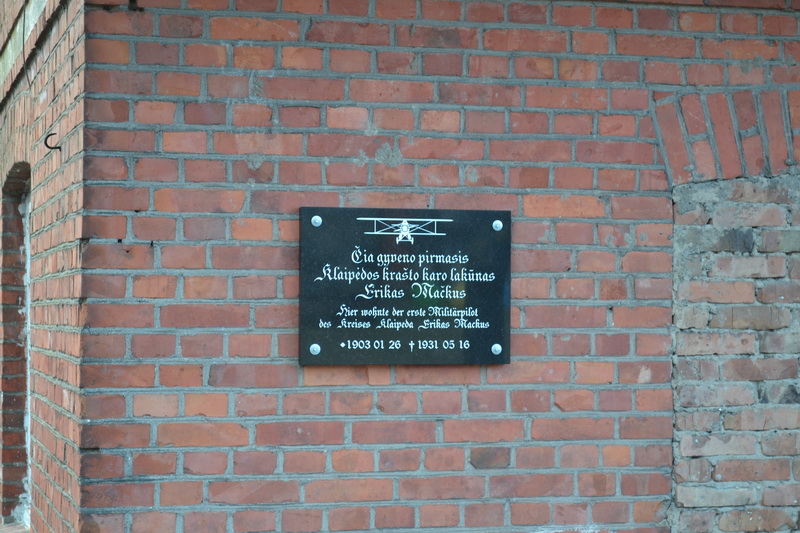 Čia gyveno pirmasis
Klaipėdos krašto karo lakūnas
Erikas Mačkus
Hier wohnte der erste Militärpilot
des Kreises Klaipeda Erikas Mackus
*1903 01 26 †1931 05 16